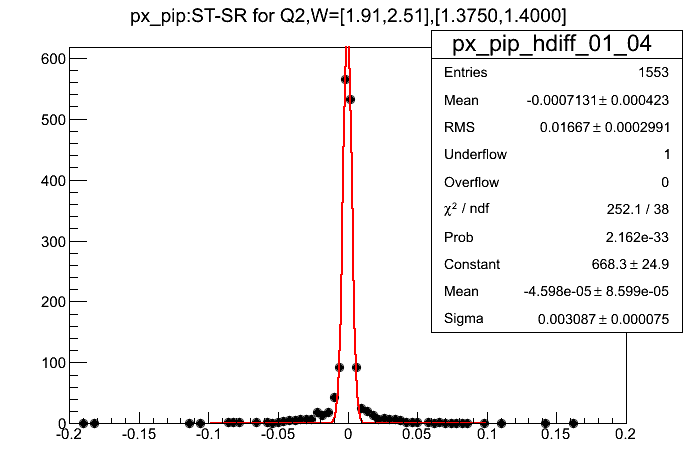 px_pip:ST-SR for Q2,W=[1.91,2.51],[1.3750,1.4000]
px_pip_hdiff_01_04
Entries 1553
Mean -0.0007131 ± 0.000423
RMS 0.01667 ± 0.0002991
Underflow 1
Overflow 0
χ² / ndf 252.1 / 38
Prob 2.162e-33
Constant 668.3 ± 24.9
Mean -4.598e-05 ± 8.599e-05
Sigma 0.003087 ± 0.000075
600
500
400
300
200
100
0
-0.2 -0.15 -0.1 -0.05 0 0.05 0.1 0.15 0.2